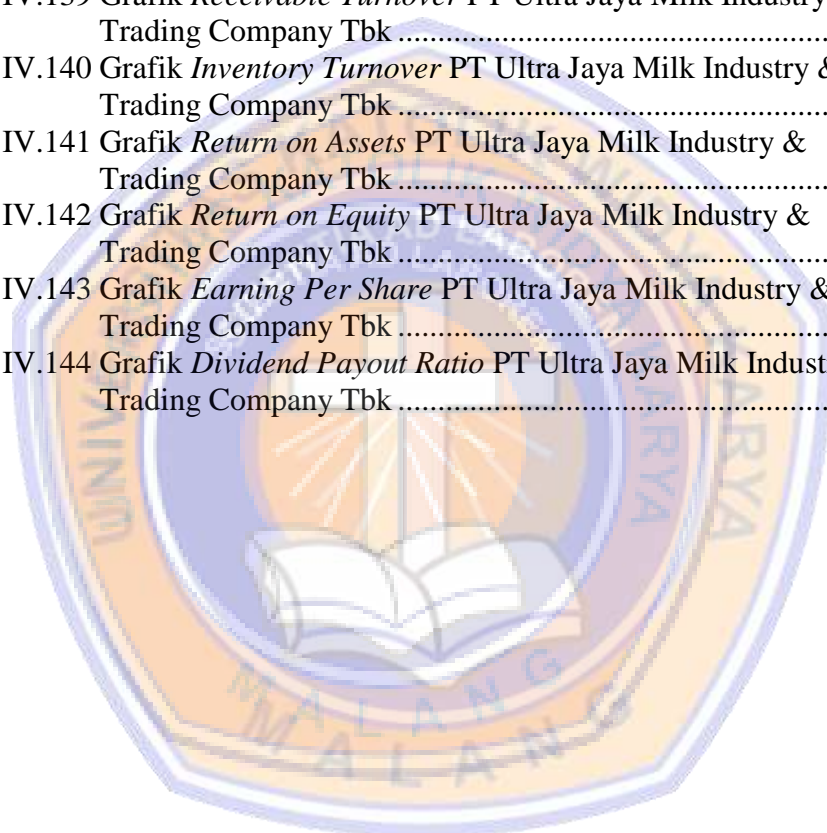 IV.139 Grafik Receivable Turnover PT Ultra Jaya Milk Industry
Trading Company Tbk ......................................................................
IV.140 Grafik Inventory Turnover PT Ultra Jaya Milk Industry &
Trading Company Tbk ......................................................................
IV.141 Grafik Return on Assets PT Ultra Jaya Milk Industry &
Trading Company Tbk ......................................................................
IV.142 Grafik Return on Equity PT Ultra Jaya Milk Industry &
Trading Company Tbk ......................................................................
IV.143 Grafik Earning Per Share PT Ultra Jaya Milk Industry &
Trading Company Tbk ......................................................................
IV.144 Grafik Dividend Payout Ratio PT Ultra Jaya Milk Indust
Trading Company Tbk ......................................................................
MALANG
MALANG